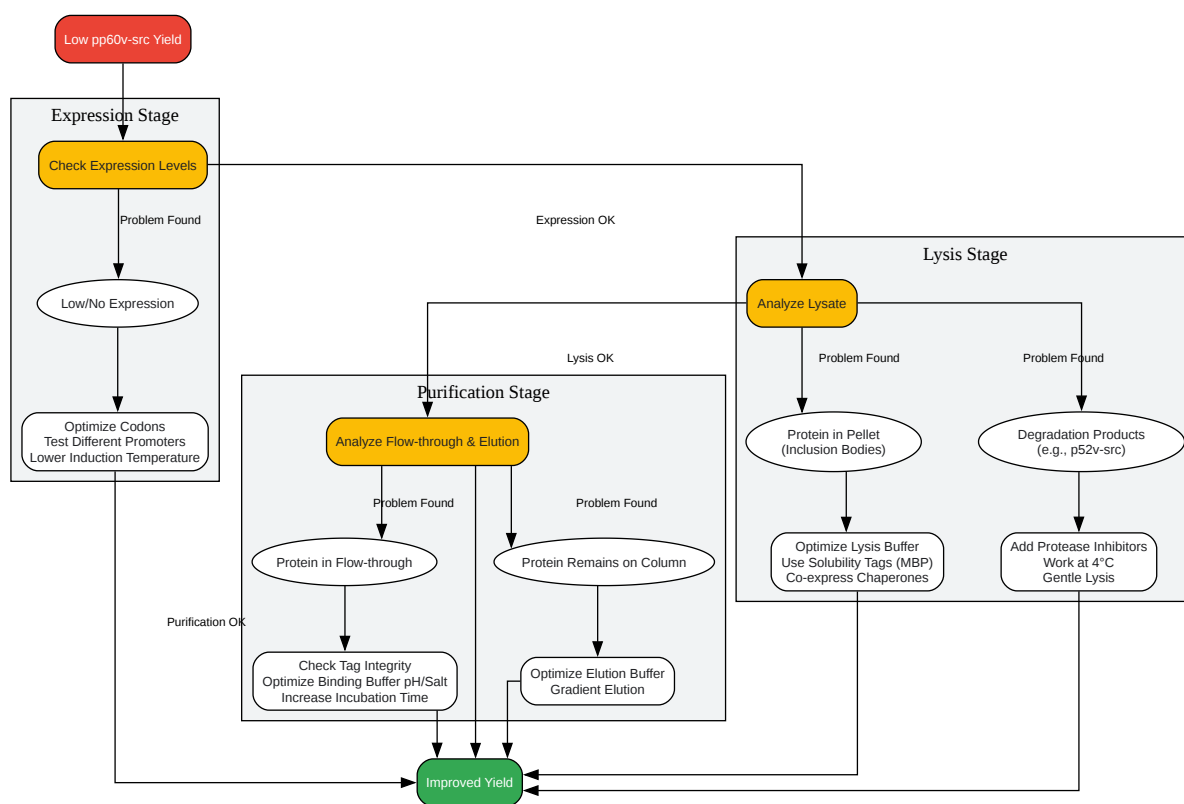 Low pp60v-src Yield
Expression Stage
Check Expression Levels
Problem Found
Expression OK
Low/No Expression
Optimize Codons
Test Different Promoters
Lower Induction Temperature
Lysis Stage
Analyze Lysate
Lysis OK
Problem Found
Problem Found
Protein in Pellet
(Inclusion Bodies)
Degradation Products
(e.g., p52v-src)
Optimize Lysis Buffer
Use Solubility Tags (MBP)
Co-express Chaperones
Add Protease Inhibitors
Work at 4°C
Gentle Lysis
Purification Stage
Analyze Flow-through & Elution
Problem Found
Problem Found
Protein in Flow-through
Protein Remains on Column
Purification OK
Check Tag Integrity
Optimize Binding Buffer pH/Salt
Increase Incubation Time
Optimize Elution Buffer
Gradient Elution
Improved Yield